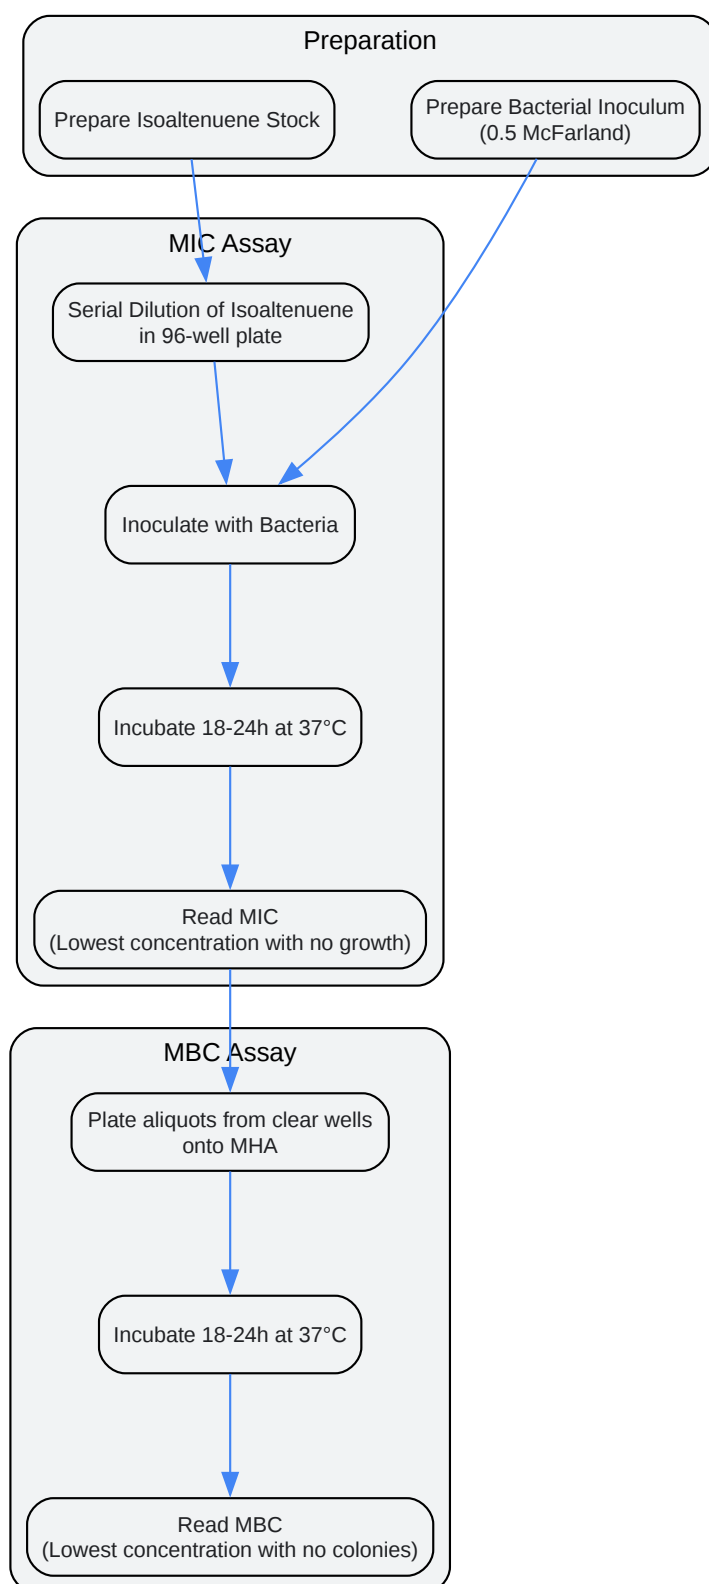 Preparation
Prepare Isoaltenuene Stock
Prepare Bacterial Inoculum
(0.5 McFarland)
MIC Assay
Serial Dilution of Isoaltenuene
in 96-well plate
Inoculate with Bacteria
Incubate 18-24h at 37°C
Read MIC
(Lowest concentration with no growth)
MBC Assay
Plate aliquots from clear wells
onto MHA
Incubate 18-24h at 37°C
Read MBC
(Lowest concentration with no colonies)